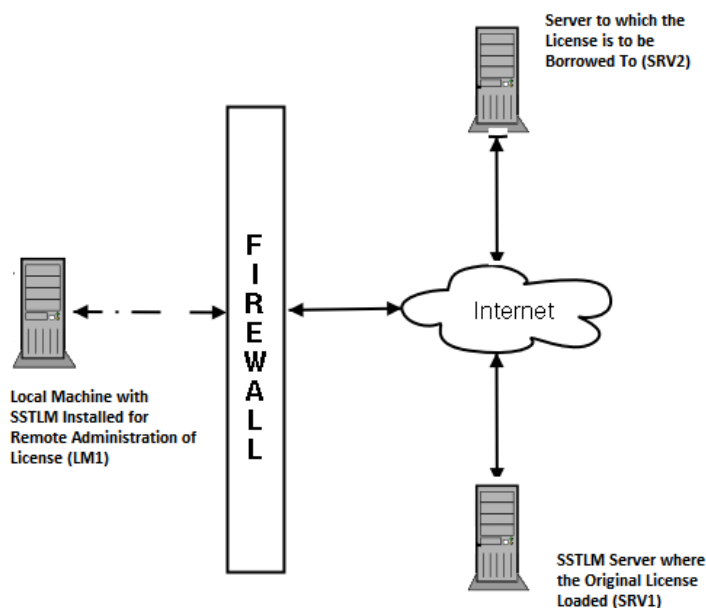 Server to which the
License is to be
Borrowed To (SRV2)
FIREWALL
Internet
Local Machine with
SSTLM Installed for
Remote Administration of
License (LM1)
SSTLM Server where
the Original License
Loaded (SRV1)